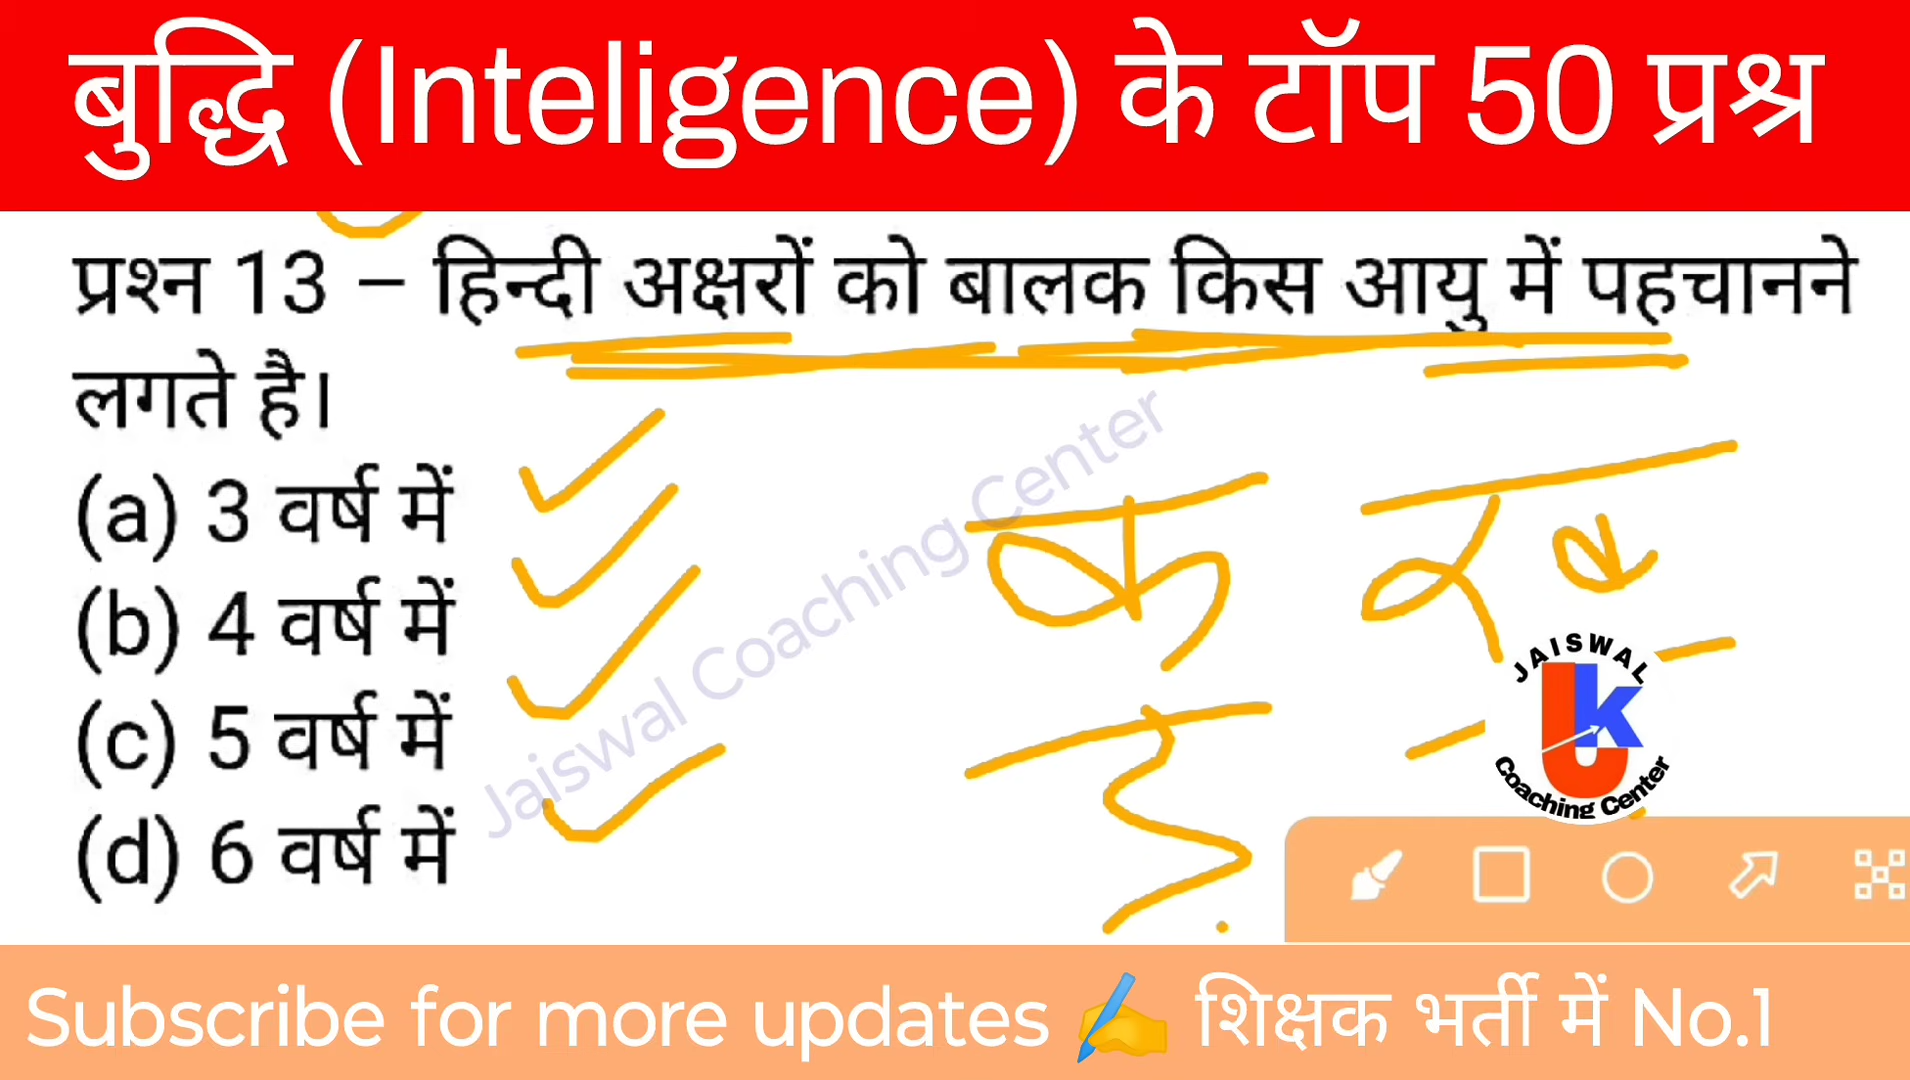 बुद्धि (Inteligence) के टॉप 50 प्रश्न
प्रश्न 13 – हिन्दी अक्षरों को बालक किस आयु में पहचानने
लगते है।
(a) 3 वर्ष में
(b) 4 वर्ष में
(c) 5 वर्ष में
(d) 6 वर्ष में
क
ख
इ
Jaiswal Coaching Center
JAISWAL
JK
Coaching Center
Subscribe for more updates ✍️ शिक्षक भर्ती में No.1